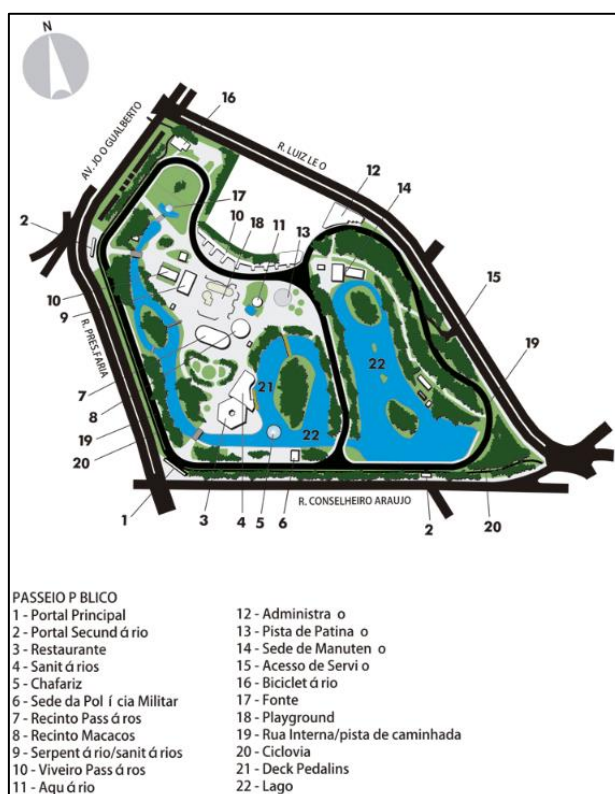 N
16
AV. JO O GUALBERTO
R. LUIZ LE O
12
14
17
10
18
11
13
2
15
10
9
R. PRES.FARIA
19
22
7
21
8
19
22
20
R. CONSELHEIRO ARAUJO
1
3
4
5
6
2
20
PASSEIO P BLICO
1 - Portal Principal
2 - Portal Secund á rio
3 - Restaurante
4 - Sanit á rios
5 - Chafariz
6 - Sede da Pol í cia Militar
7 - Recinto Pass á ros
8 - Recinto Macacos
9 - Serpent á rio/sanit á rios
10 - Viveiro Pass á ros
11 - Aqu á rio
12 - Administra o
13 - Pista de Patina o
14 - Sede de Manuten o
15 - Acesso de Servi o
16 - Biciclet á rio
17 - Fonte
18 - Playground
19 - Rua Interna/pista de caminhada
20 - Ciclovia
21 - Deck Pedalins
22 - Lago